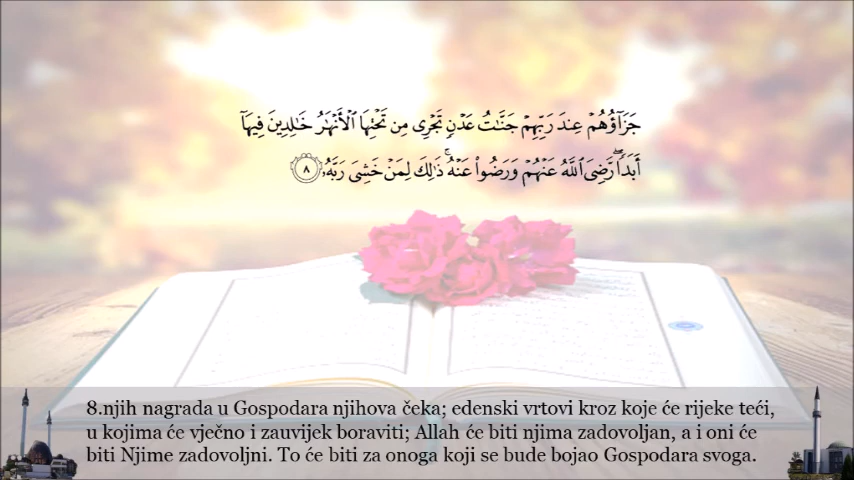 جَزَآؤُهُمْ عِندَ رَبِّهِمْ جَنَّـٰتُ عَدْنٍ تَجْرِى مِن تَحْتِهَا ٱلْأَنْهَـٰرُ خَـٰلِدِينَ فِيهَآ
أَبَدًا ۖ رَّضِىَ ٱللَّهُ عَنْهُمْ وَرَضُوا۟ عَنْهُ ۚ ذَٰلِكَ لِمَنْ خَشِىَ رَبَّهُۥ ٨
8.njih nagrada u Gospodara njihova čeka; edenski vrtovi kroz koje će rijeke teći,
u kojima će vječno i zauvijek boraviti; Allah će biti njima zadovoljan, a i oni će
biti Njime zadovoljni. To će biti za onoga koji se bude bojao Gospodara svoga.